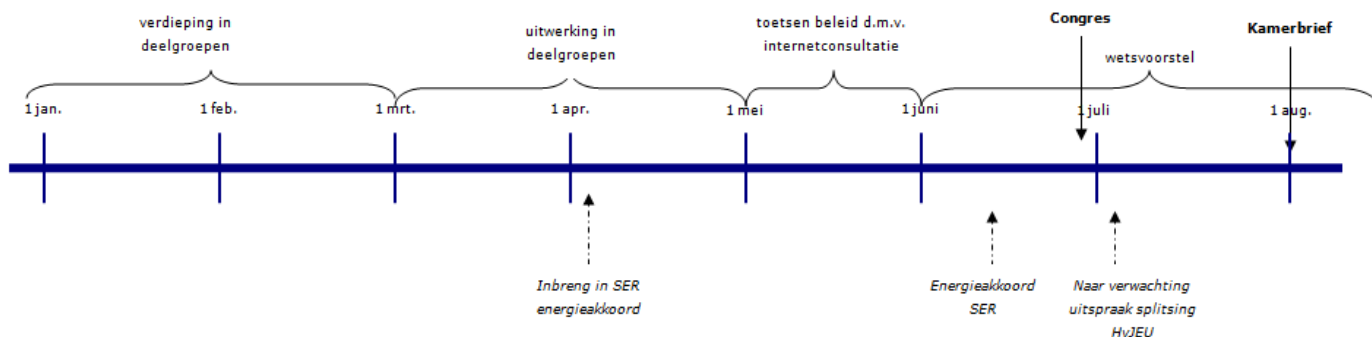 verdieping in
deelgroepen
uitwerking in
deelgroepen
toetsen beleid d.m.v.
internetconsultatie
Congres
Kamerbrief
wetsvoorstel
1 jan.
1 feb.
1 mrt.
1 apr.
1 mei
1 juni
1 juli
1 aug.
Inbreng in SER
energieakkoord
Energieakkoord
SER
Naar verwachting
uitspraak splitsing
HvJEU